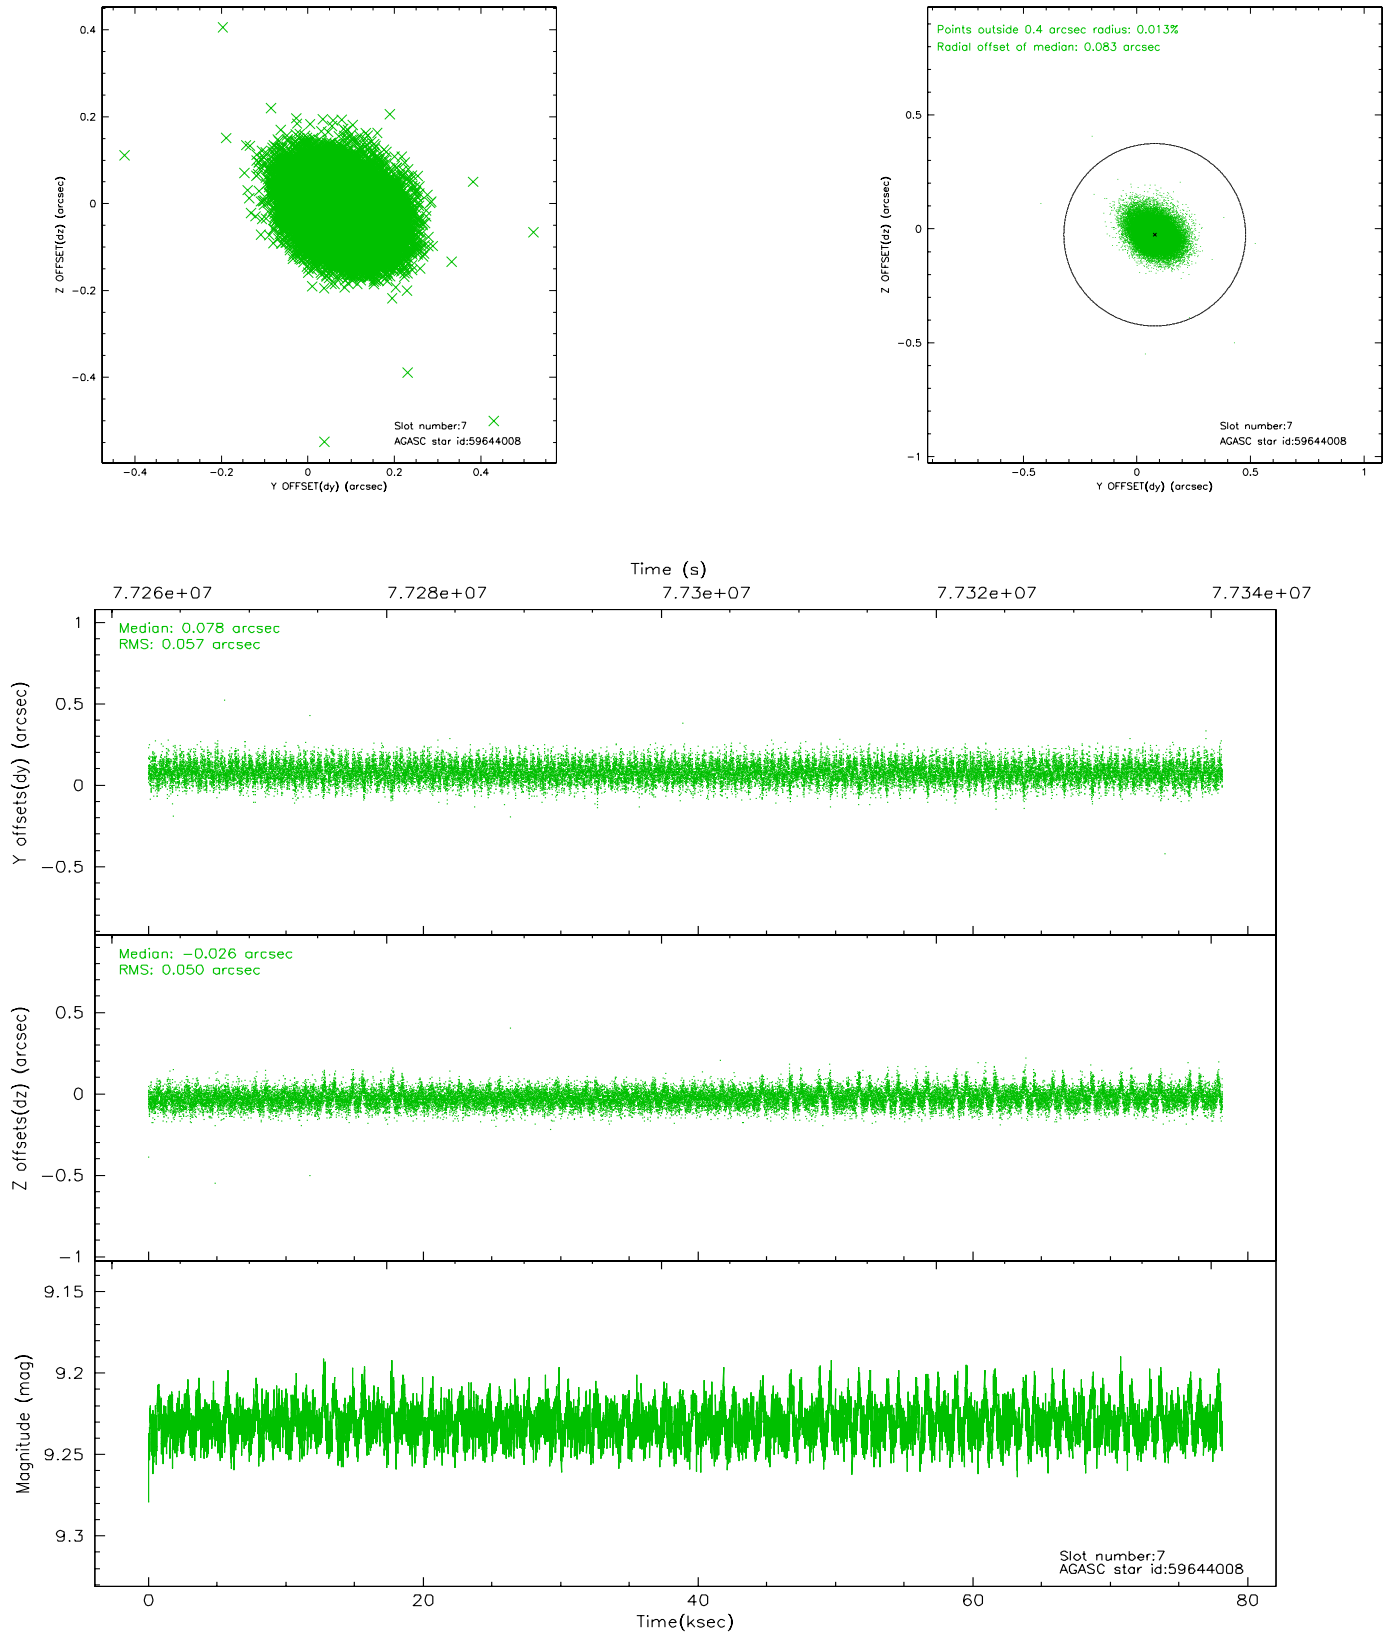 0.4
0.2
0
−0.2
−0.4
Z OFFSET(dz) (arcsec)
−0.4
−0.2
0
0.2
0.4
Y OFFSET(dy) (arcsec)
Slot number:7
AGASC star id:59644008
Points outside 0.4 arcsec radius: 0.013%
Radial offset of median: 0.083 arcsec
0.5
0
−0.5
−1
Z OFFSET(dz) (arcsec)
−0.5
0
0.5
1
Y OFFSET(dy) (arcsec)
Slot number:7
AGASC star id:59644008
Time (s)
7.726e+07
7.728e+07
7.73e+07
7.732e+07
7.734e+07
Median: 0.078 arcsec
RMS: 0.057 arcsec
1
0.5
0
−0.5
Y offsets(dy) (arcsec)
Median: −0.026 arcsec
RMS: 0.050 arcsec
0.5
0
−0.5
−1
Z offsets(dz) (arcsec)
9.15
9.2
9.25
9.3
Magnitude (mag)
Slot number:7
AGASC star id:59644008
0
20
40
60
80
Time(ksec)